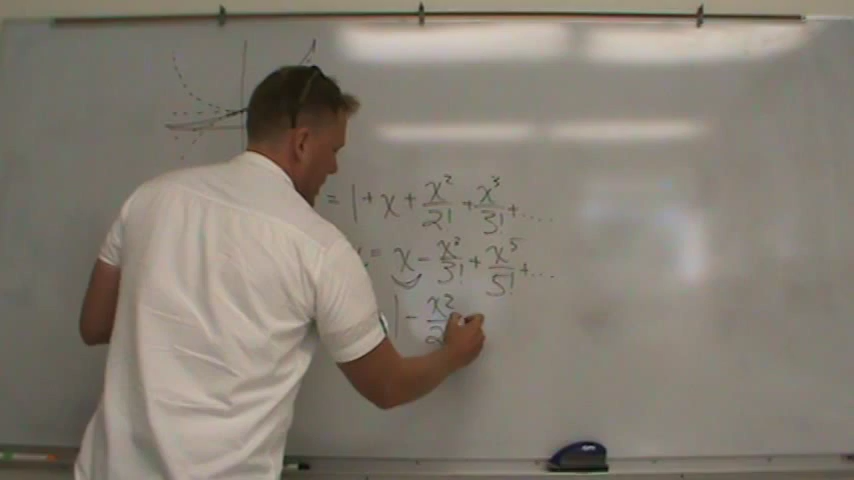 = 1 + x + x²/2! + x³/3! + ....
= x - x³/3! + x⁵/5! + ...
1 - x²/2